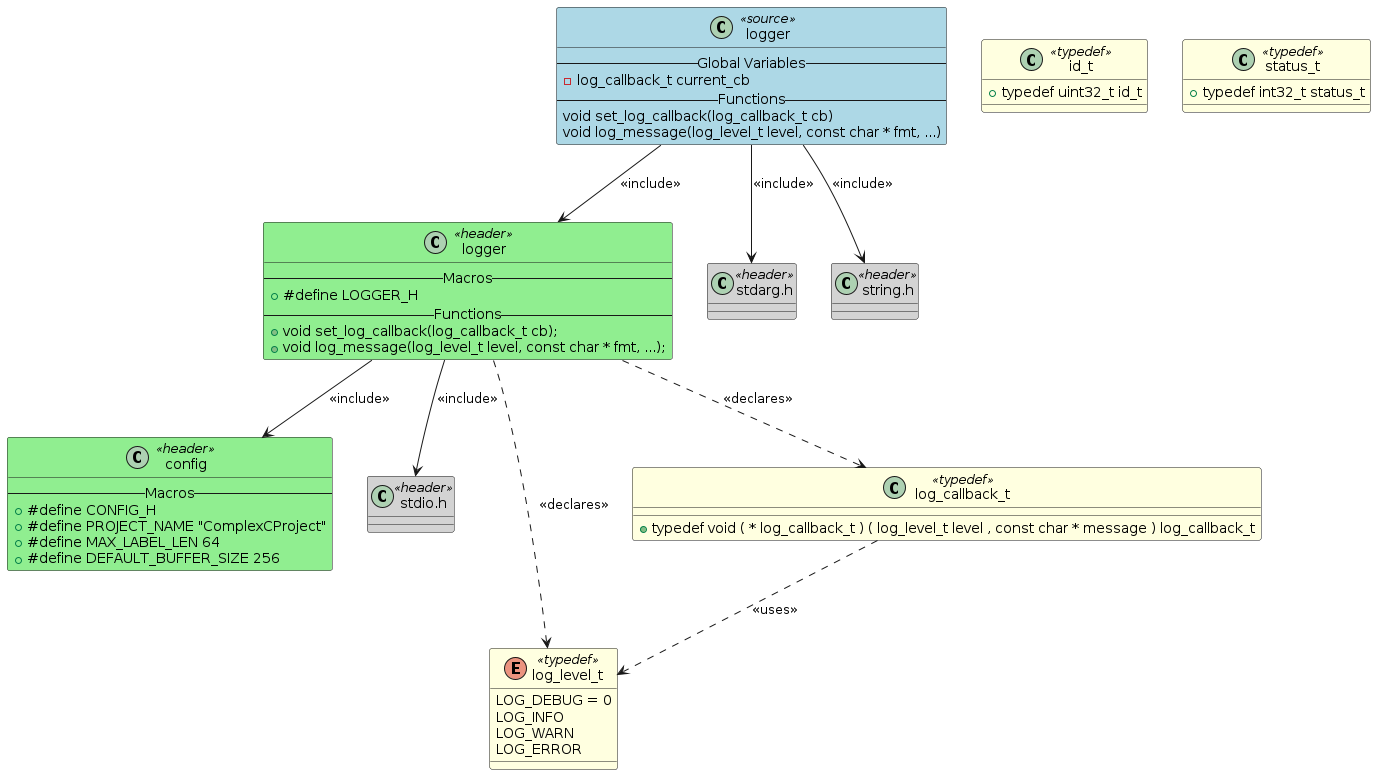 C «source»
logger
Global Variables
log_callback_t current_cb
Functions
void set_log_callback(log_callback_t cb)
void log_message(log_level_t level, const char * fmt, ...)
C «typedef»
id_t
typedef uint32_t id_t
C «typedef»
status_t
typedef int32_t status_t
«include»
«include»
«include»
C «header»
logger
Macros
#define LOGGER_H
Functions
void set_log_callback(log_callback_t cb);
void log_message(log_level_t level, const char * fmt, ...);
C «header»
stdarg.h
C «header»
string.h
«include»
«include»
«declares»
C «header»
config
Macros
#define CONFIG_H
#define PROJECT_NAME "ComplexCProject"
#define MAX_LABEL_LEN 64
#define DEFAULT_BUFFER_SIZE 256
C «header»
stdio.h
«declares»
C «typedef»
log_callback_t
typedef void ( * log_callback_t ) ( log_level_t level , const char * message ) log_callback_t
«uses»
E «typedef»
log_level_t
LOG_DEBUG = 0
LOG_INFO
LOG_WARN
LOG_ERROR